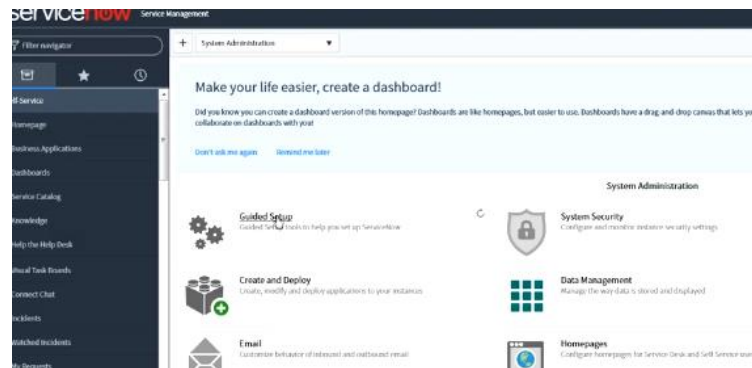 servicenow Service Management
Filter navigator
+ System Administration
Self-Service
Homepage
Business Applications
Dashboards
Service Catalog
Knowledge
Help the Help Desk
Visual Task Boards
Connect Chat
Incidents
Watched Incidents
My Requests
Make your life easier, create a dashboard!
Did you know you can create a dashboard version of this homepage? Dashboards are like homepages, but easier to use. Dashboards have a drag-and-drop canvas that lets yo
collaborate on dashboards with your
Don't ask me again Remind me later
System Administration
Guided Setup
Guided Setup tools to help you set up ServiceNow
System Security
Configure and monitor instance security settings
Create and Deploy
Create, modify and deploy applications to your instances
Data Management
Manage the way data is stored and displayed
Email
Customize behavior of inbound and outbound email
Homepages
Configure homepages for Service Desk and Self Service use